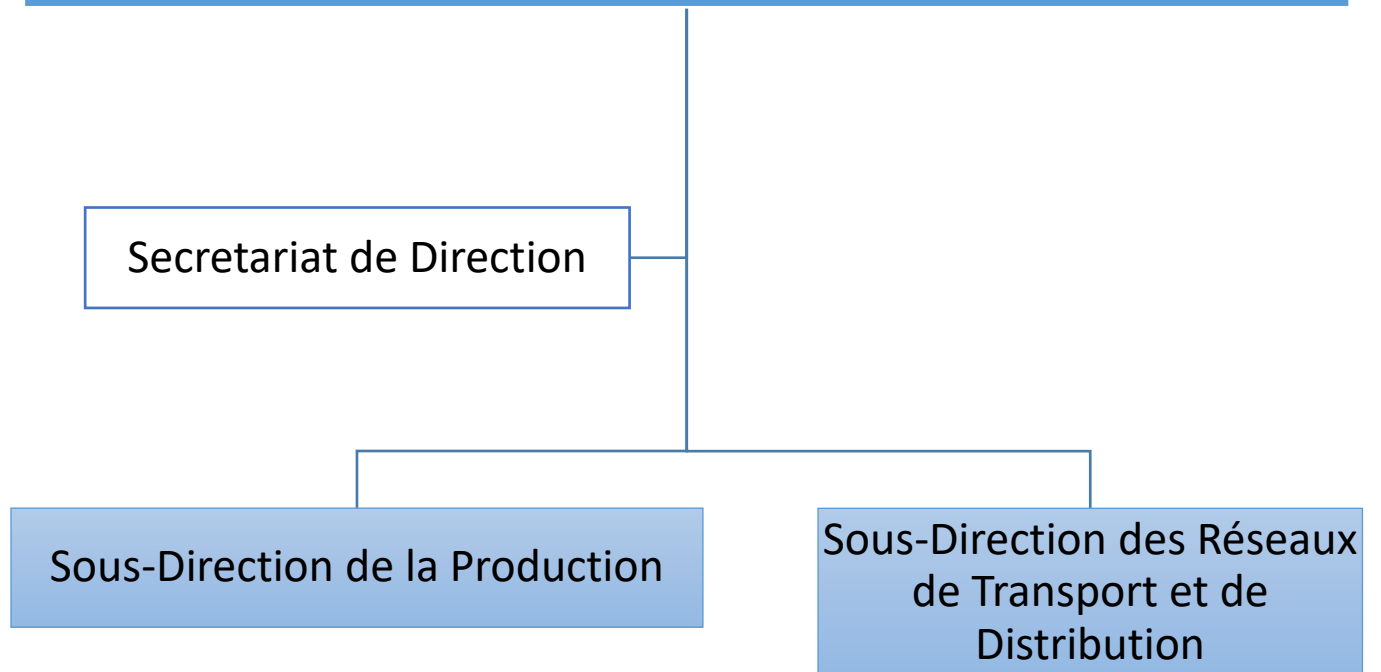 Secretariat de Direction
Sous-Direction de la Production
Sous-Direction des Réseaux
de Transport et de
Distribution